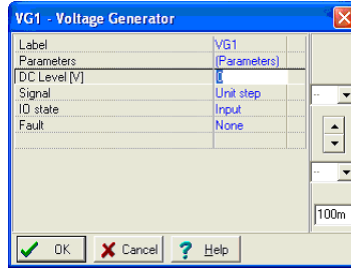 VG1 - Voltage Generator
Label VG1
Parameters (Parameters)
DC Level [V] 0
Signal Unit step
IO state Input
Fault None
--
--
100m
OK Cancel ? Help